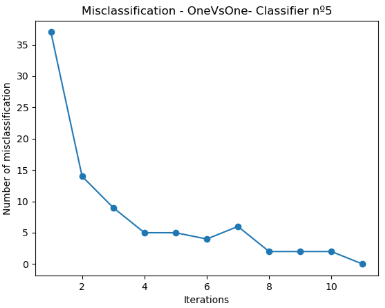 Misclassification - OneVsOne- Classifier nº5
Number of misclassification
35
30
25
20
15
10
5
0
2 4 6 8 10
Iterations